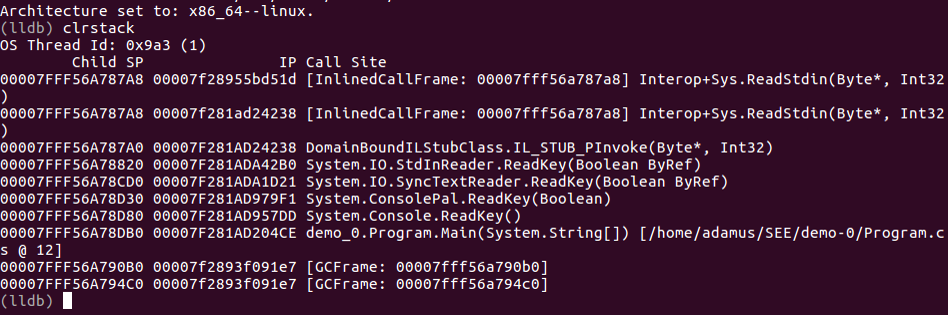 Architecture set to: x86_64--linux.
(lldb) clrstack
OS Thread Id: 0x9a3 (1)
        Child SP               IP Call Site
00007FFF56A787A8 00007f28955bd51d [InlinedCallFrame: 00007fff56a787a8] Interop+Sys.ReadStdin(Byte*, Int32
)
00007FFF56A787A8 00007f281ad24238 [InlinedCallFrame: 00007fff56a787a8] Interop+Sys.ReadStdin(Byte*, Int32
)
00007FFF56A787A0 00007F281AD24238 DomainBoundILStubClass.IL_STUB_PInvoke(Byte*, Int32)
00007FFF56A78820 00007F281ADA42B0 System.IO.StdInReader.ReadKey(Boolean ByRef)
00007FFF56A78CD0 00007F281ADA1D21 System.IO.SyncTextReader.ReadKey(Boolean ByRef)
00007FFF56A78D30 00007F281AD979F1 System.ConsolePal.ReadKey(Boolean)
00007FFF56A78D80 00007F281AD957DD System.Console.ReadKey()
00007FFF56A78DB0 00007F281AD204CE demo_0.Program.Main(System.String[]) [/home/adamus/SEE/demo-0/Program.c
s @ 12]
00007FFF56A790B0 00007f2893f091e7 [GCFrame: 00007fff56a790b0]
00007FFF56A794C0 00007f2893f091e7 [GCFrame: 00007fff56a794c0]
(lldb)